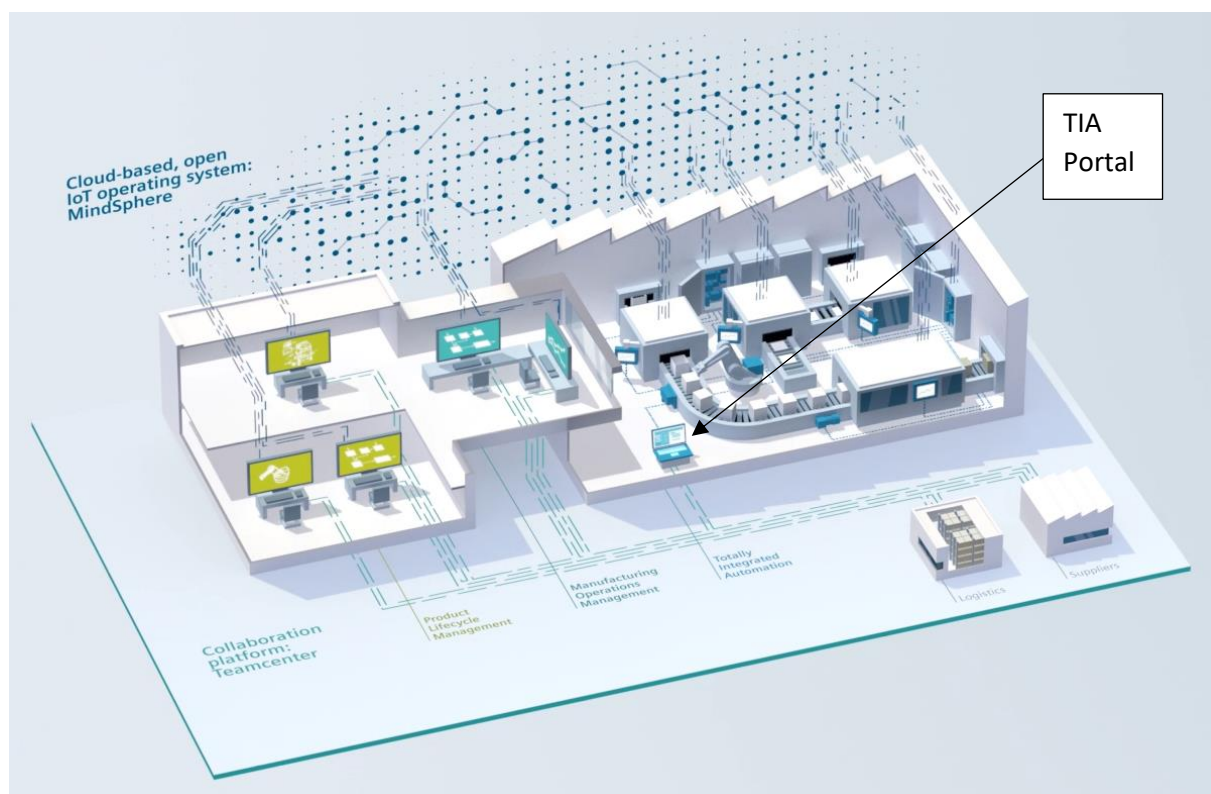 Cloud-based, open
IoT operating system:
MindSphere
TIA
Portal
Totally
Integrated
Automation
Manufacturing
Operations
Management
Product
Lifecycle
Management
Collaboration
platform:
Teamcenter
Logistics
Suppliers